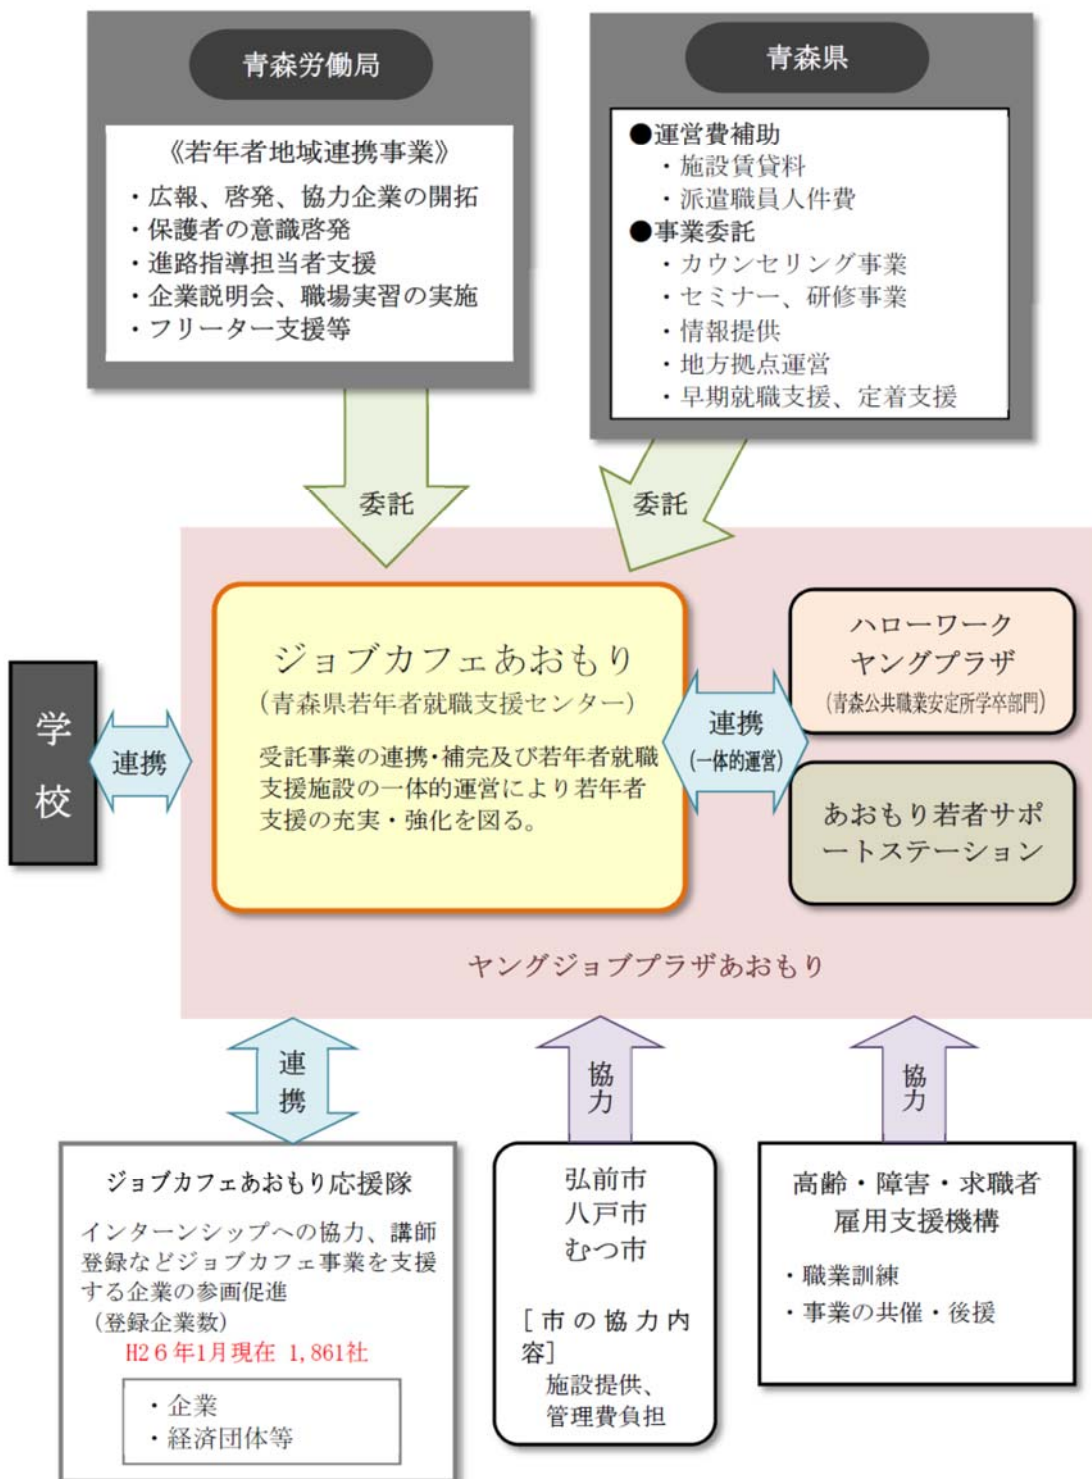 青森労働局
《若年者地域連携事業》
・広報、啓発、協力企業の開拓
・保護者の意識啓発
・進路指導担当者支援
・企業説明会、職場実習の実施
・フリーター支援等
青森県
●運営費補助
・施設賃貸料
・派遣職員人件費
●事業委託
・カウンセリング事業
・セミナー、研修事業
・情報提供
・地方拠点運営
・早期就職支援、定着支援
委託
委託
学
校
連携
ジョブカフェあおもり
(青森県若年者就職支援センター)
受託事業の連携・補完及び若年者就職
支援施設の一体的運営により若年者
支援の充実・強化を図る。
連携
(一体的運営)
ハローワーク
ヤングプラザ
(青森公共職業安定所学卒部門)
あおもり若者サポ
ートステーション
ヤングジョブプラザあおもり
連
携
協
力
協
力
ジョブカフェあおもり応援隊
インターンシップへの協力、講師
登録などジョブカフェ事業を支援
する企業の参画促進
(登録企業数)
H26年1月現在 1,861社
・企業
・経済団体等
弘前市
八戸市
むつ市
[市の協力内
容]
施設提供、
管理費負担
高齢・障害・求職者
雇用支援機構
・職業訓練
・事業の共催・後援